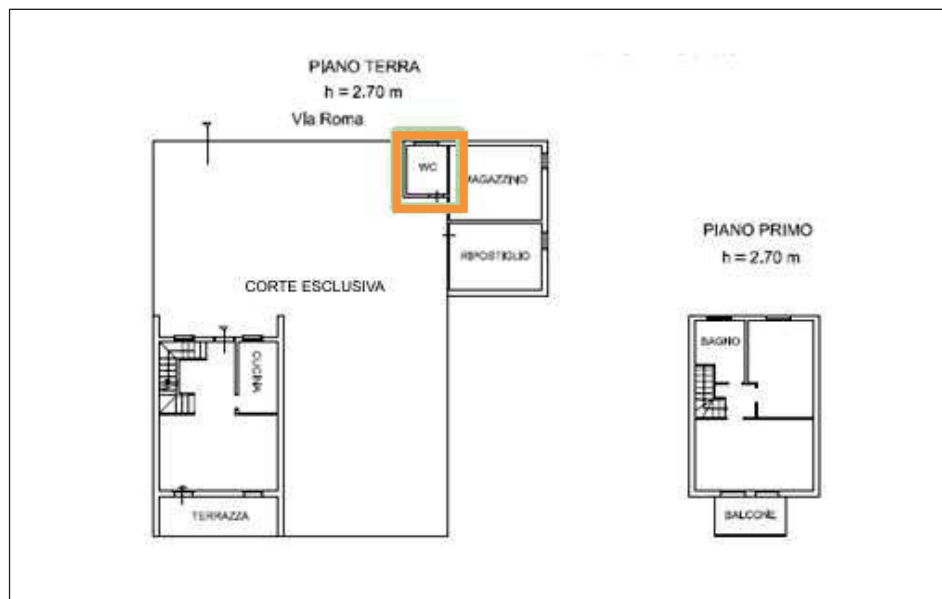 PIANO TERRA
h = 2.70 m
Via Roma
WC
MAGAZZINO
RIPOSTIGLIO
CORTE ESCLUSIVA
CUCINA
TERRAZZA
PIANO PRIMO
h = 2.70 m
BAGNO
BALCONE